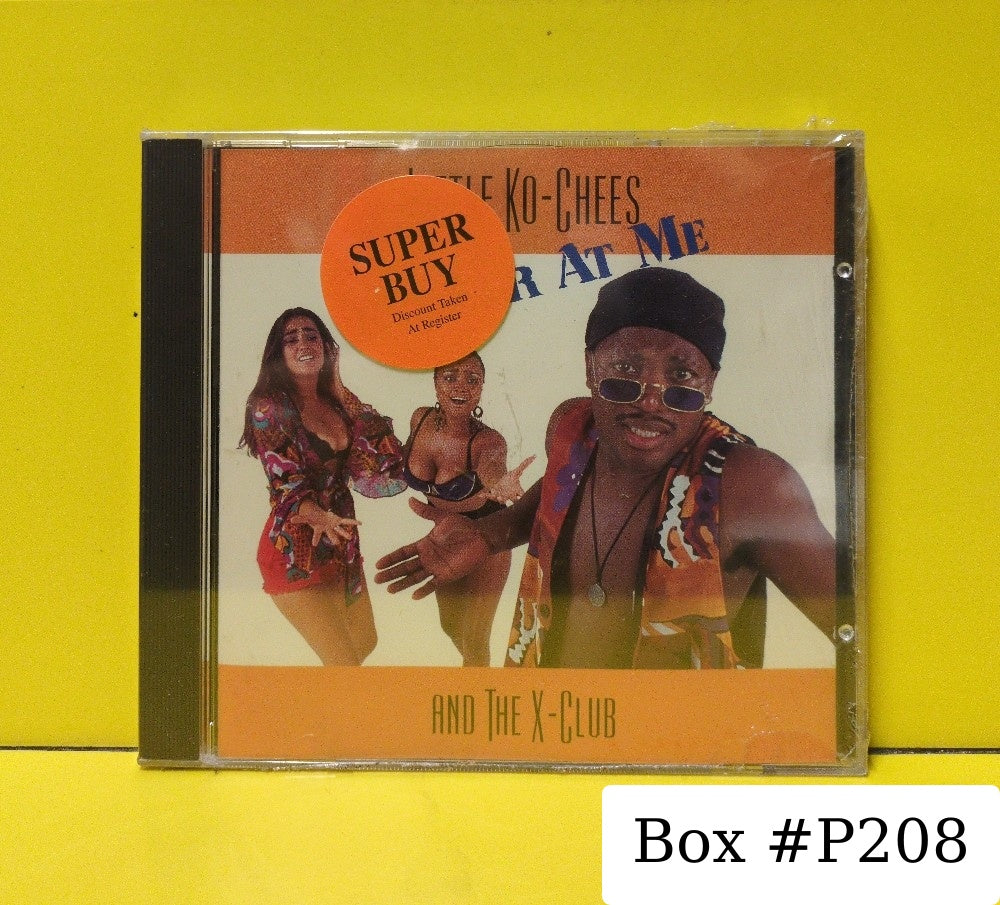 Ko-Chees
At Me
SUPER
BUY
Discount Taken
At Register
and The X-Club
Box #P208